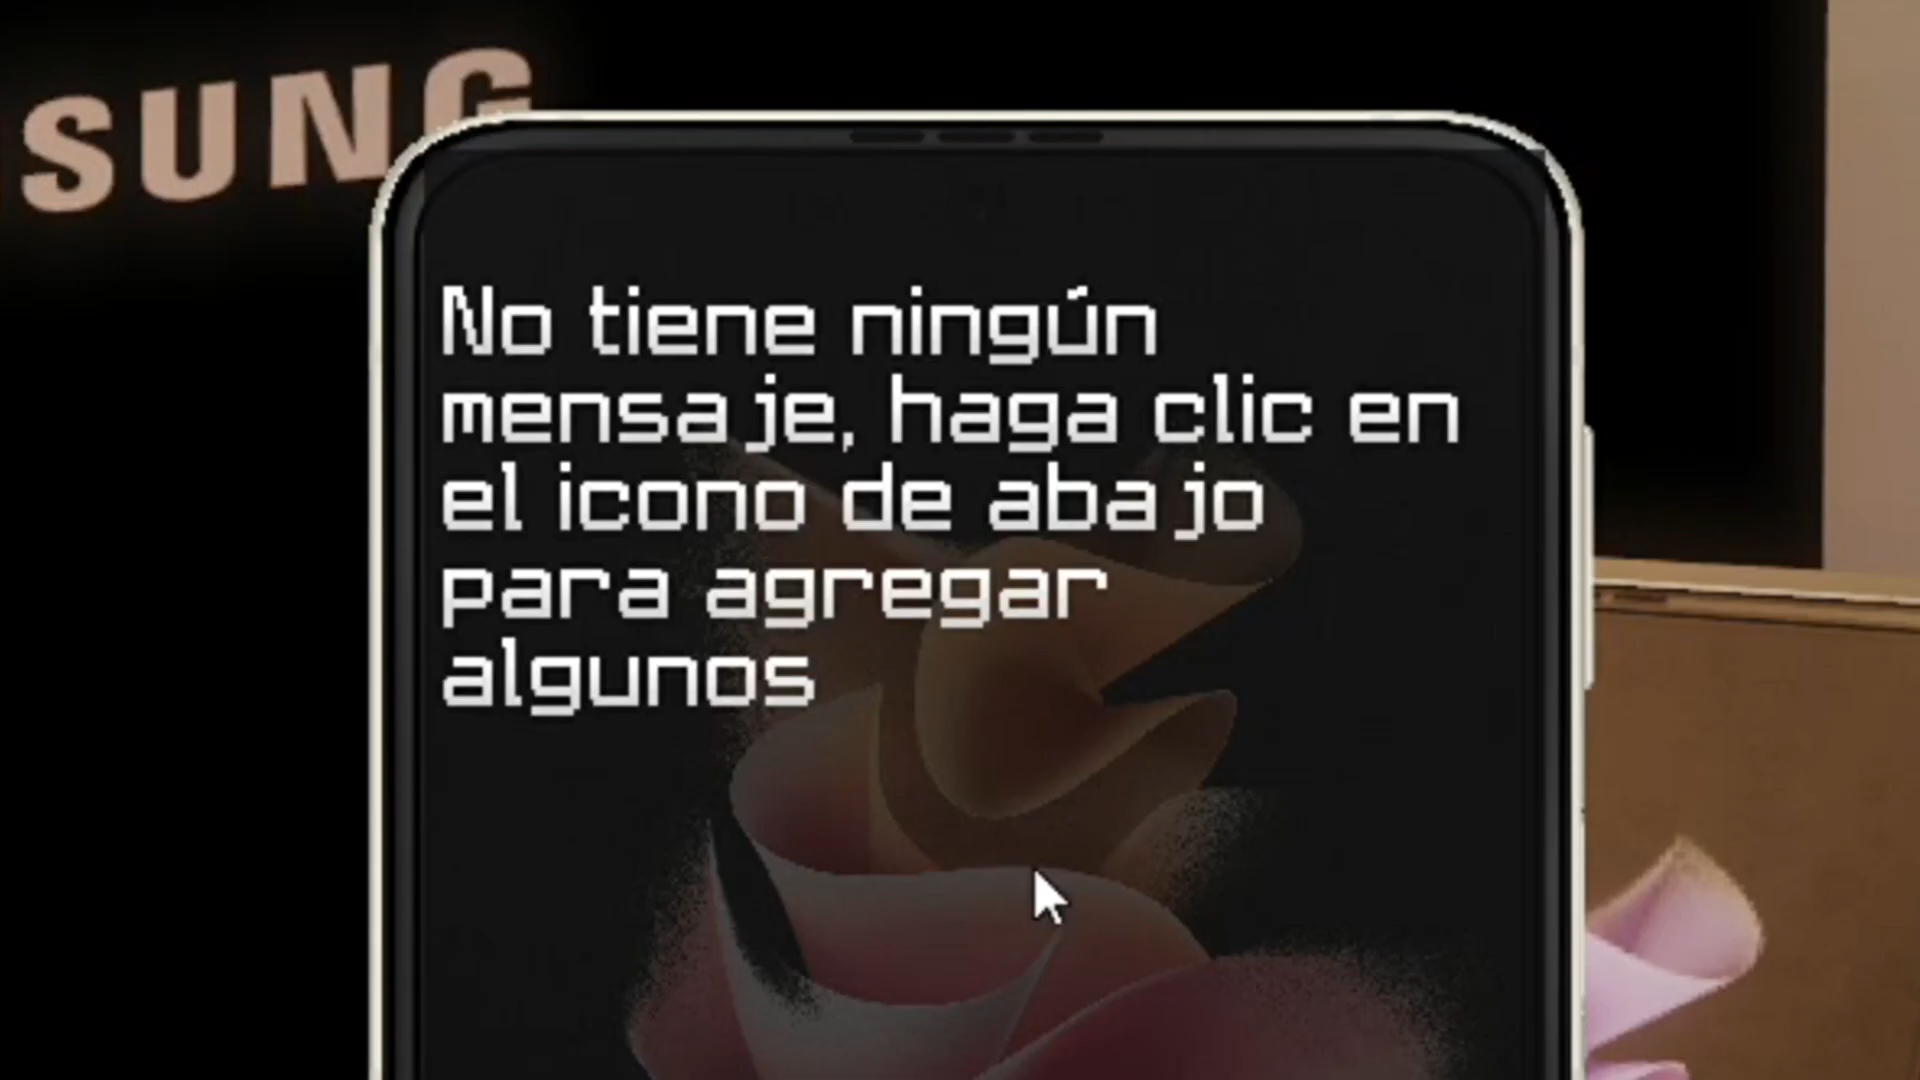 SUNG
No tiene ningún
mensaje, haga clic en
el icono de abajo
para agregar
algunos